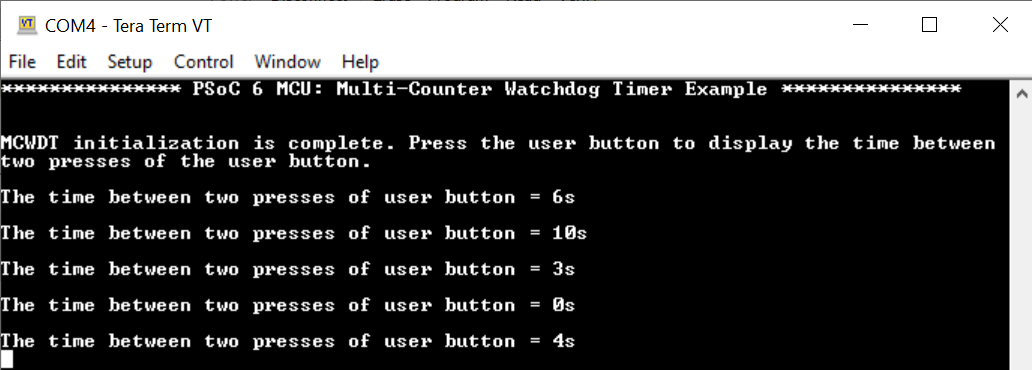 COM4 - Tera Term VT
File Edit Setup Control Window Help
*************** PSoC 6 MCU: Multi-Counter Watchdog Timer Example ***************
MCWDT initialization is complete. Press the user button to display the time between
two presses of the user button.
The time between two presses of user button = 6s
The time between two presses of user button = 10s
The time between two presses of user button = 3s
The time between two presses of user button = 0s
The time between two presses of user button = 4s